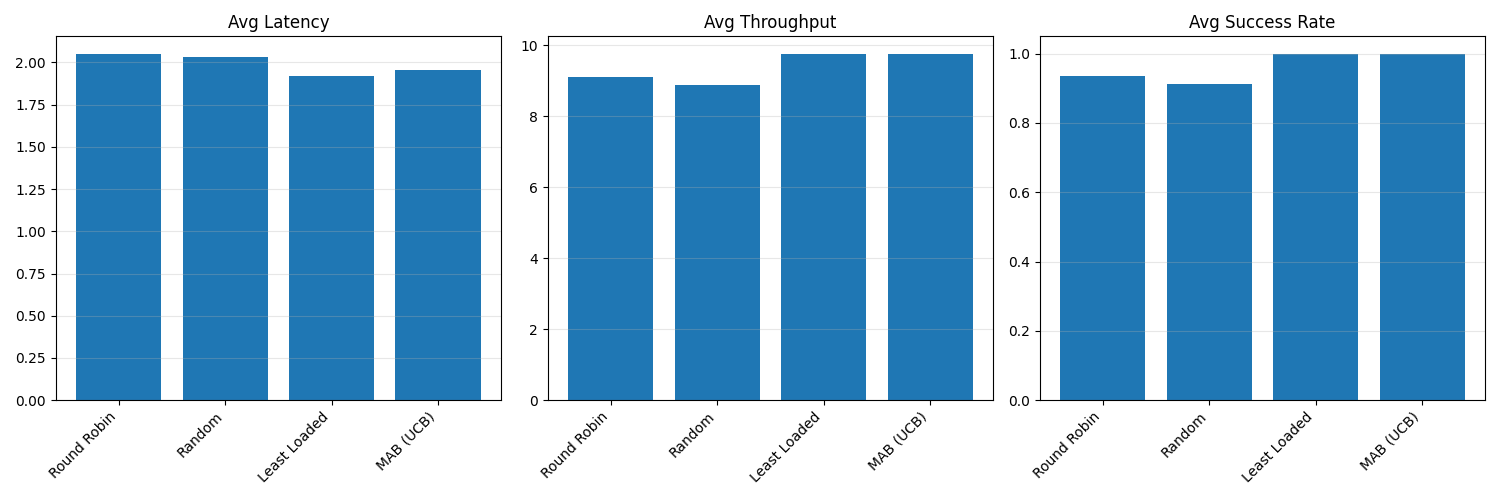 Avg Latency
2.00
1.75
1.50
1.25
1.00
0.75
0.50
0.25
0.00
Round Robin
Random
Least Loaded
MAB (UCB)
Avg Throughput
10
8
6
4
2
0
Round Robin
Random
Least Loaded
MAB (UCB)
Avg Success Rate
1.0
0.8
0.6
0.4
0.2
0.0
Round Robin
Random
Least Loaded
MAB (UCB)